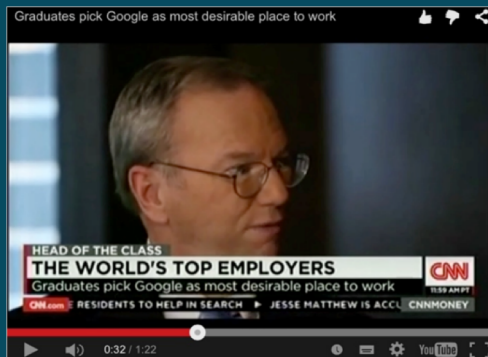 Graduates pick Google as most desirable place to work
HEAD OF THE CLASS
THE WORLD'S TOP EMPLOYERS
Graduates pick Google as most desirable place to work
CNN
11:59 AM PT
CNN.com E RESIDENTS TO HELP IN SEARCH ▶ JESSE MATTHEW IS ACCU CNNMONEY
0:32 / 1:22
YouTube